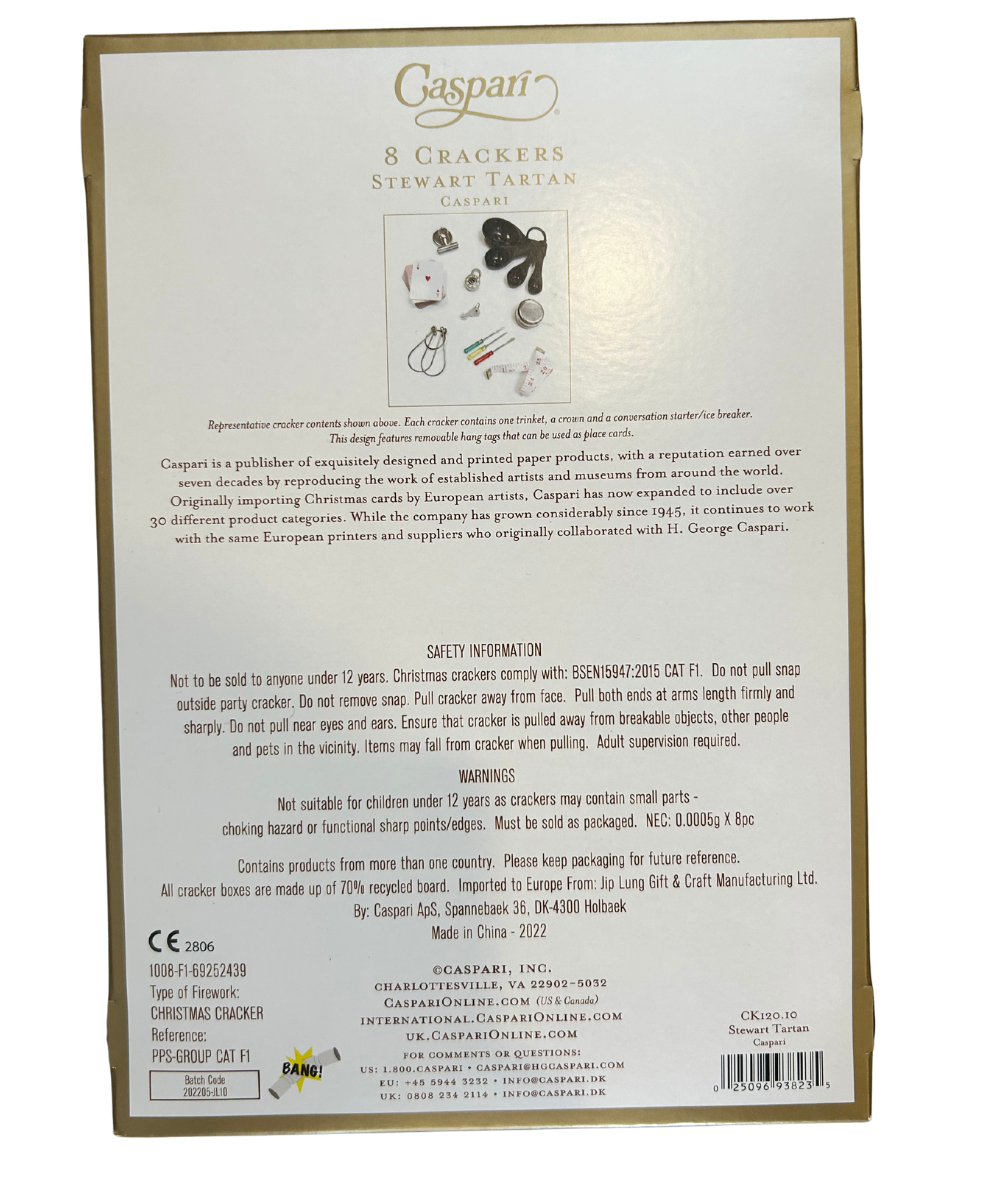 Caspari®
8 CRACKERS
STEWART TARTAN
CASPARI
Representative cracker contents shown above. Each cracker contains one trinket, a crown and a conversation starter/ice breaker.
This design features removable hang tags that can be used as place cards.
Caspari is a publisher of exquisitely designed and printed paper products, with a reputation earned over
seven decades by reproducing the work of established artists and museums from around the world.
Originally importing Christmas cards by European artists, Caspari has now expanded to include over
30 different product categories. While the company has grown considerably since 1945, it continues to work
with the same European printers and suppliers who originally collaborated with H. George Caspari.
SAFETY INFORMATION
Not to be sold to anyone under 12 years. Christmas crackers comply with: BSEN15947:2015 CAT F1. Do not pull snap
outside party cracker. Do not remove snap. Pull cracker away from face. Pull both ends at arms length firmly and
sharply. Do not pull near eyes and ears. Ensure that cracker is pulled away from breakable objects, other people
and pets in the vicinity. Items may fall from cracker when pulling. Adult supervision required.
WARNINGS
Not suitable for children under 12 years as crackers may contain small parts -
choking hazard or functional sharp points/edges. Must be sold as packaged. NEC: 0.0005g X 8pc
Contains products from more than one country. Please keep packaging for future reference.
All cracker boxes are made up of 70% recycled board. Imported to Europe From: Jip Lung Gift & Craft Manufacturing Ltd.
By: Caspari ApS, Spannebaek 36, DK-4300 Holbaek
Made in China - 2022
CE 2806
1008-F1-69252439
Type of Firework:
CHRISTMAS CRACKER
Reference:
PPS-GROUP CAT F1
Batch Code
202205-JL10
BANG!
©CASPARI, INC.
CHARLOTTESVILLE, VA 22902-5032
CASPARIONLINE.COM (US & Canada)
INTERNATIONAL.CASPARIONLINE.COM
UK.CASPARIONLINE.COM
FOR COMMENTS OR QUESTIONS:
US: 1.800.CASPARI • CASPARI@HGCASPARI.COM
EU: +45 5944 3232 • INFO@CASPARI.DK
UK: 0808 234 2114 • INFO@CASPARI.DK
CK120.10
Stewart Tartan
Caspari
0 25096 93823 5